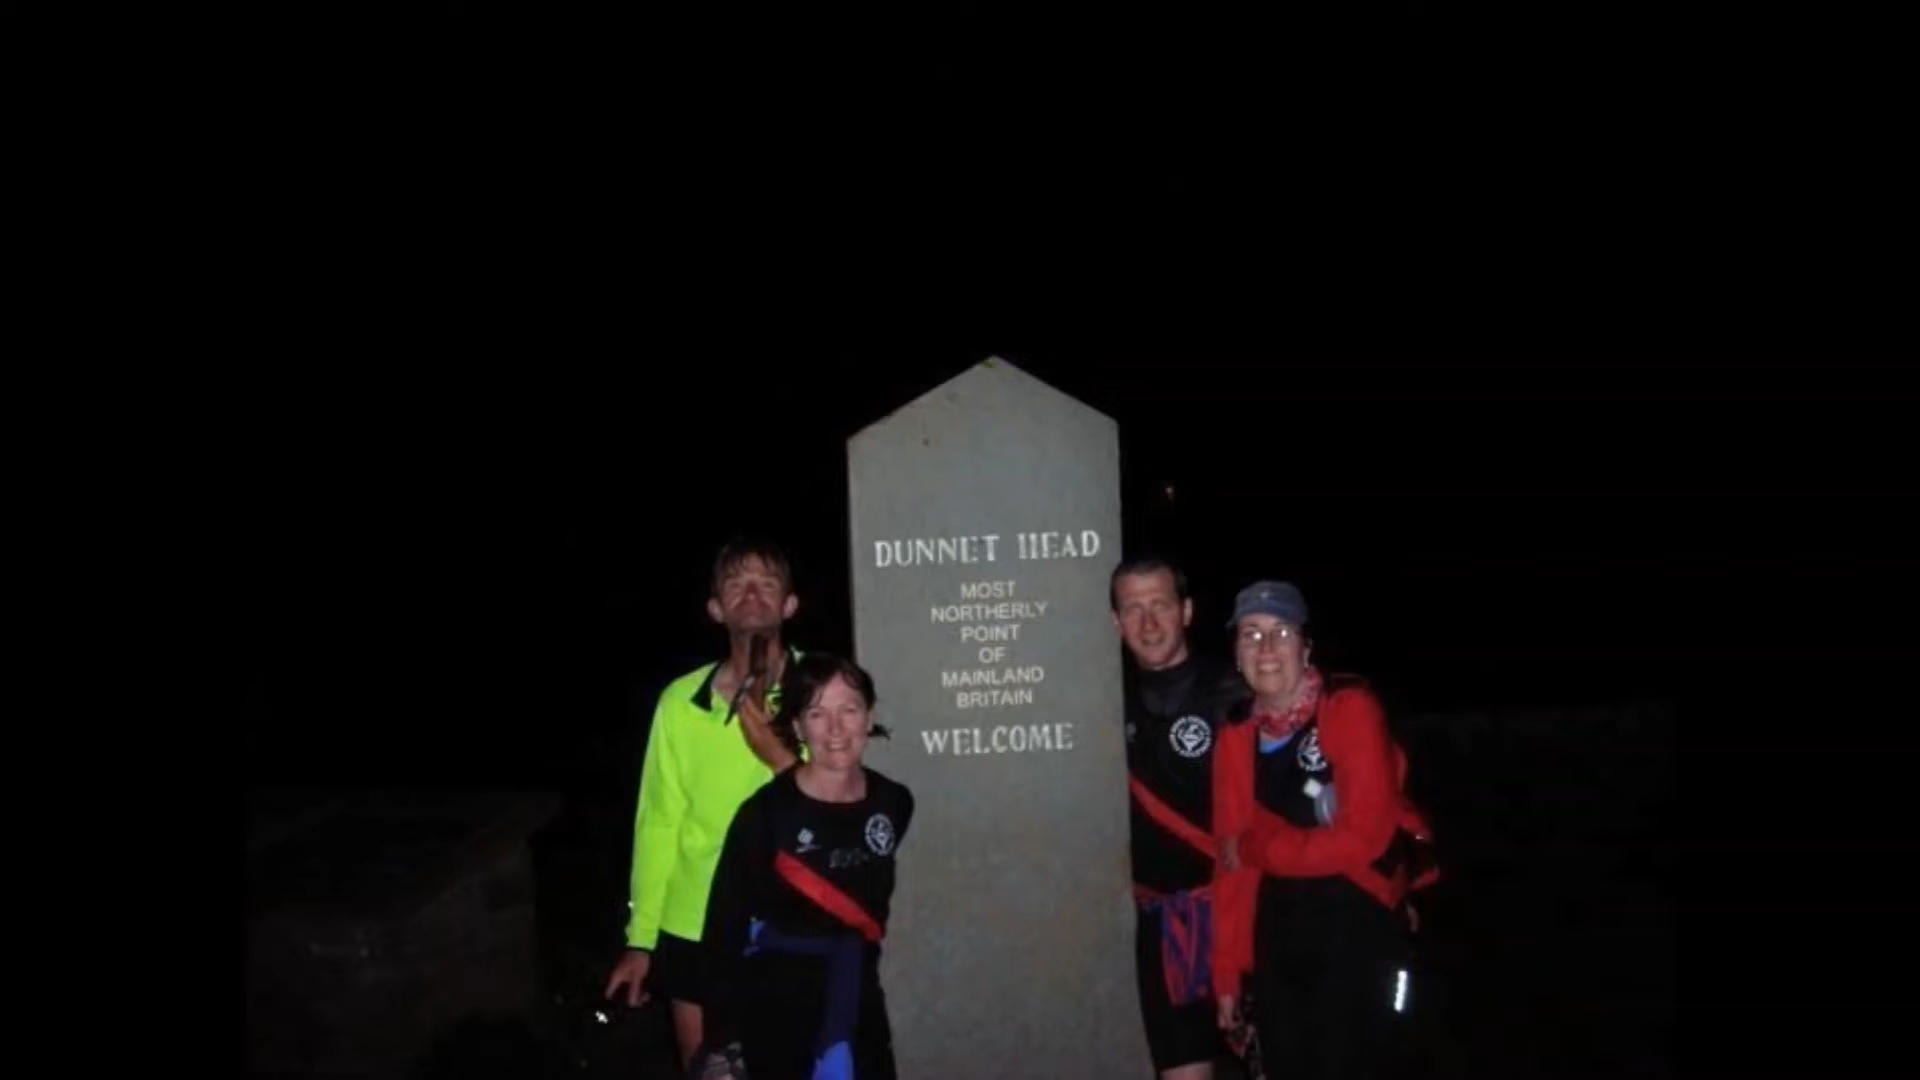 DUNNET HEAD
MOST
NORTHERLY
POINT
OF
MAINLAND
BRITAIN
WELCOME